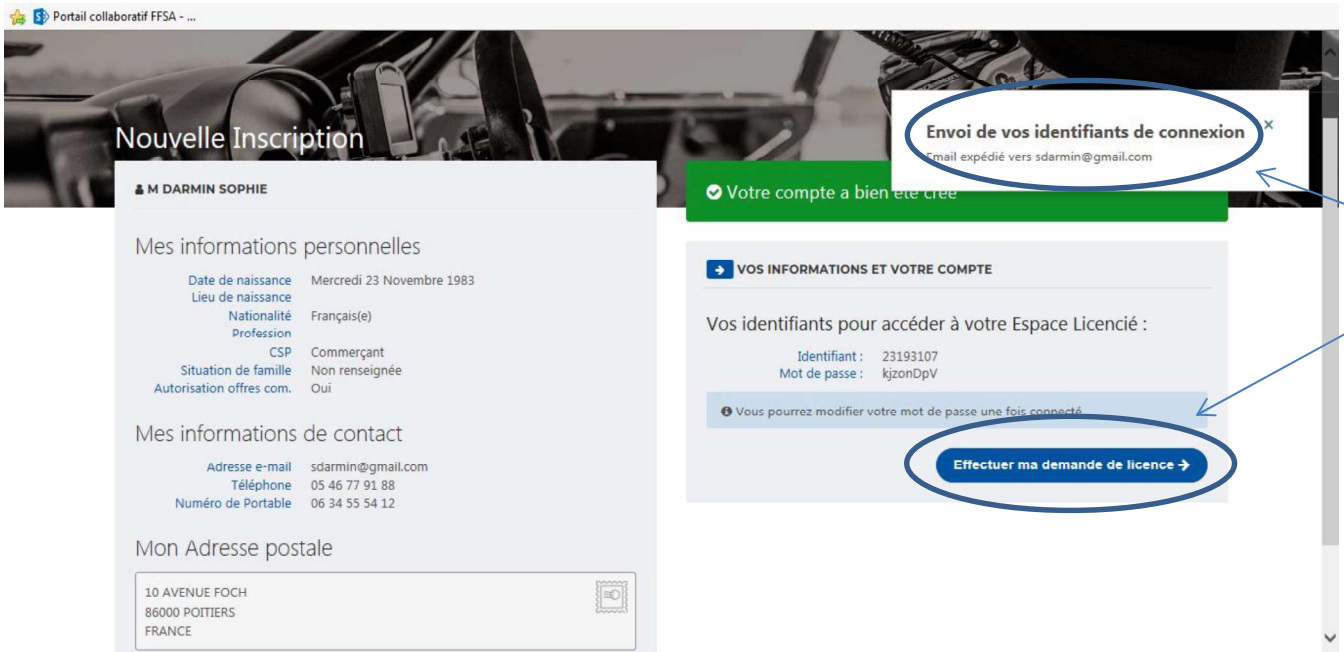 Portail collaboratif FFSA - ...
Nouvelle Inscription
M DARMIN SOPHIE
Mes informations personnelles
Date de naissance Mercredi 23 Novembre 1983
Lieu de naissance
Nationalité Français(e)
Profession
CSP Commerçant
Situation de famille Non renseignée
Autorisation offres com. Oui
Mes informations de contact
Adresse e-mail sdarmin@gmail.com
Téléphone 05 46 77 91 88
Numéro de Portable 06 34 55 54 12
Mon Adresse postale
10 AVENUE FOCH
86000 POITIERS
FRANCE
Envoi de vos identifiants de connexion ×
Email expédié vers sdarmin@gmail.com
Votre compte a bien été créé
VOS INFORMATIONS ET VOTRE COMPTE
Vos identifiants pour accéder à votre Espace Licencié :
Identifiant : 23193107
Mot de passe : kjzonDpV
Vous pourrez modifier votre mot de passe une fois connecté
Effectuer ma demande de licence →